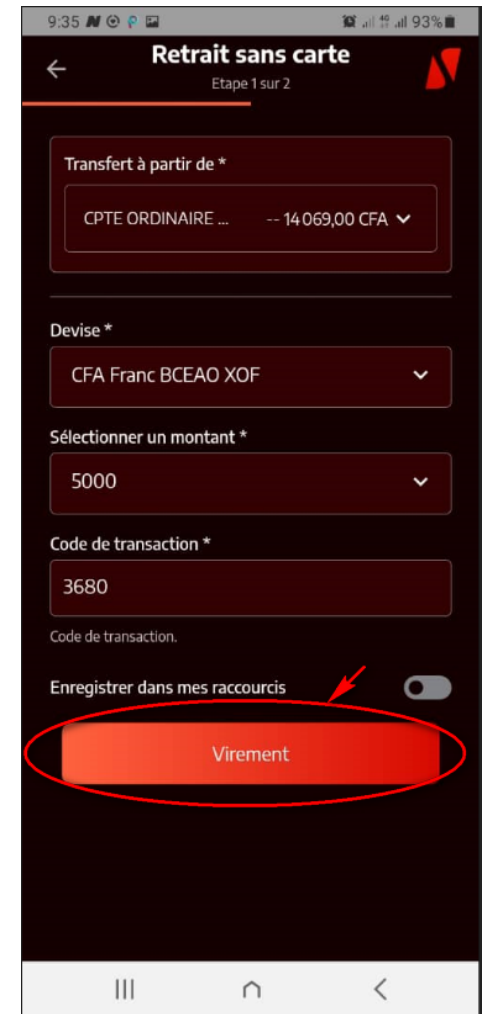 9:35 93%
Retrait sans carte
Etape 1 sur 2
Transfert à partir de *
CPTE ORDINAIRE ... -- 14 069,00 CFA
Devise *
CFA Franc BCEAO XOF
Sélectionner un montant *
5000
Code de transaction *
3680
Code de transaction.
Enregistrer dans mes raccourcis
Virement